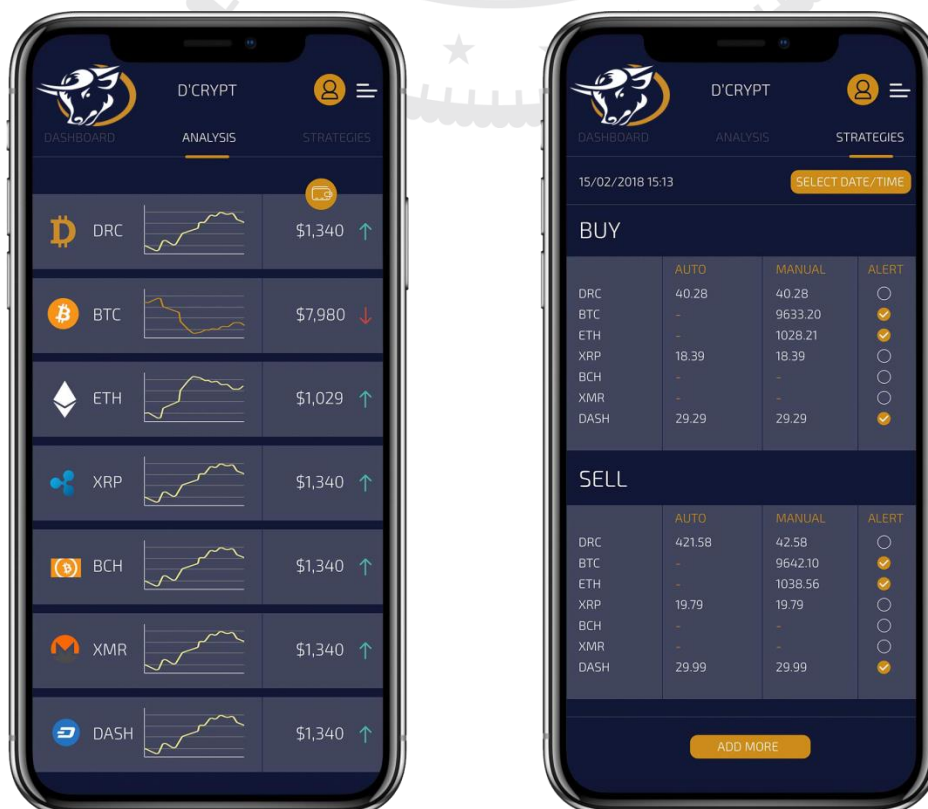 D'CRYPT
DASHBOARD ANALYSIS STRATEGIES
DRC $1,340 ↑
BTC $7,980 ↓
ETH $1,029 ↑
XRP $1,340 ↑
BCH $1,340 ↑
XMR $1,340 ↑
DASH $1,340 ↑
D'CRYPT
DASHBOARD ANALYSIS STRATEGIES
15/02/2018 15:13 SELECT DATE/TIME
BUY
AUTO MANUAL ALERT
DRC 40.28 40.28
BTC - 9633.20
ETH - 1028.21
XRP 18.39 18.39
BCH - -
XMR - -
DASH 29.29 29.29
SELL
AUTO MANUAL ALERT
DRC 421.58 42.58
BTC - 9642.10
ETH - 1038.56
XRP 19.79 19.79
BCH - -
XMR - -
DASH 29.99 29.99
ADD MORE